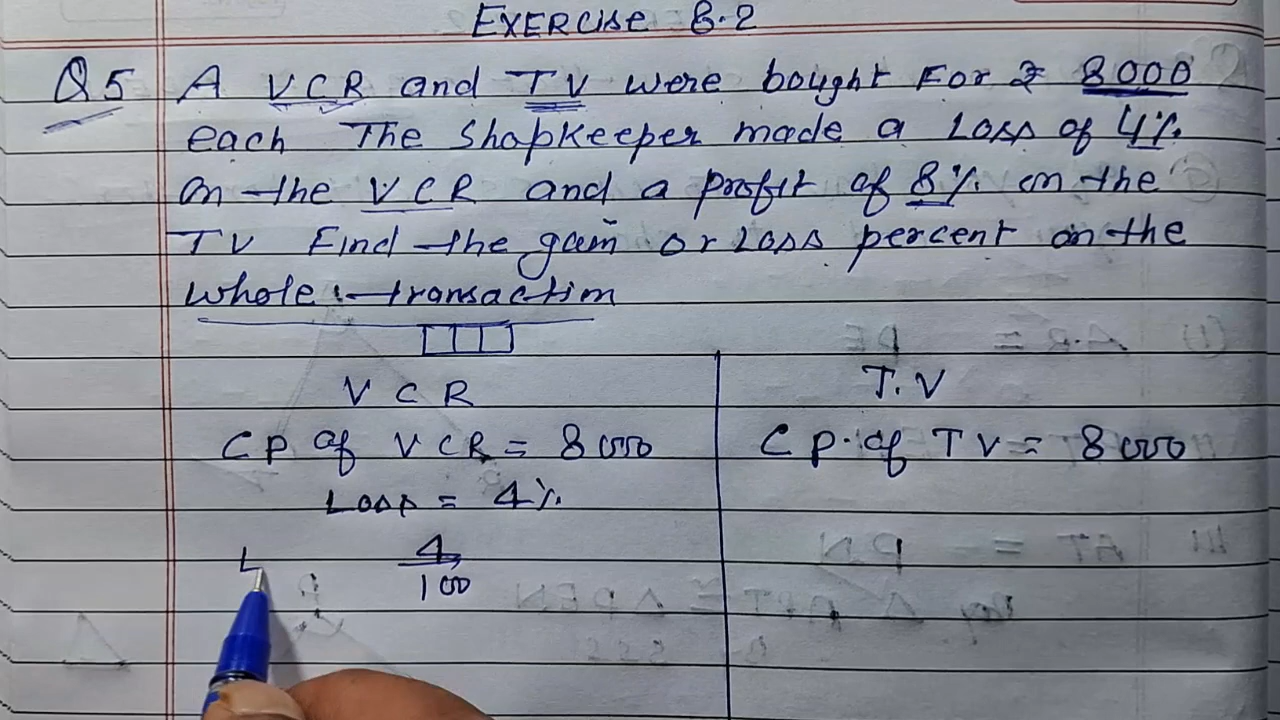 EXERCISE 8.2
Q5 A VCR and TV were bought For ₹ 8000
each The Shopkeeper made a Loss of 4%
on the VCR and a profit of 8% on the
TV Find the gain or Loss percent on the
whole transaction
VCR
CP of VCR = 8000
Loss = 4%
L 4
100
T.V
CP. of TV = 8000